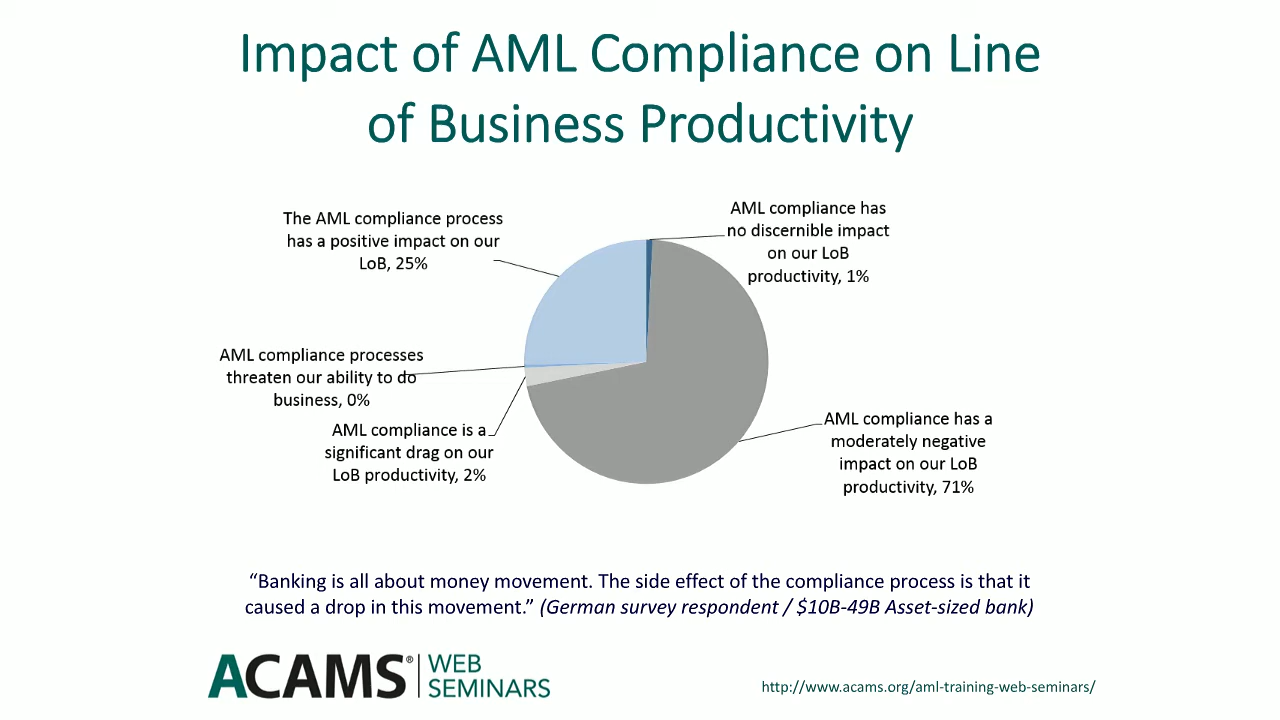 Impact of AML Compliance on Line
of Business Productivity
The AML compliance process
has a positive impact on our
LoB, 25%
AML compliance has
no discernible impact
on our LoB
productivity, 1%
AML compliance processes
threaten our ability to do
business, 0%
AML compliance is a
significant drag on our
LoB productivity, 2%
AML compliance has a
moderately negative
impact on our LoB
productivity, 71%
“Banking is all about money movement. The side effect of the compliance process is that it
caused a drop in this movement.” (German survey respondent / $10B-49B Asset-sized bank)
ACAMS® | WEB
SEMINARS
http://www.acams.org/aml-training-web-seminars/